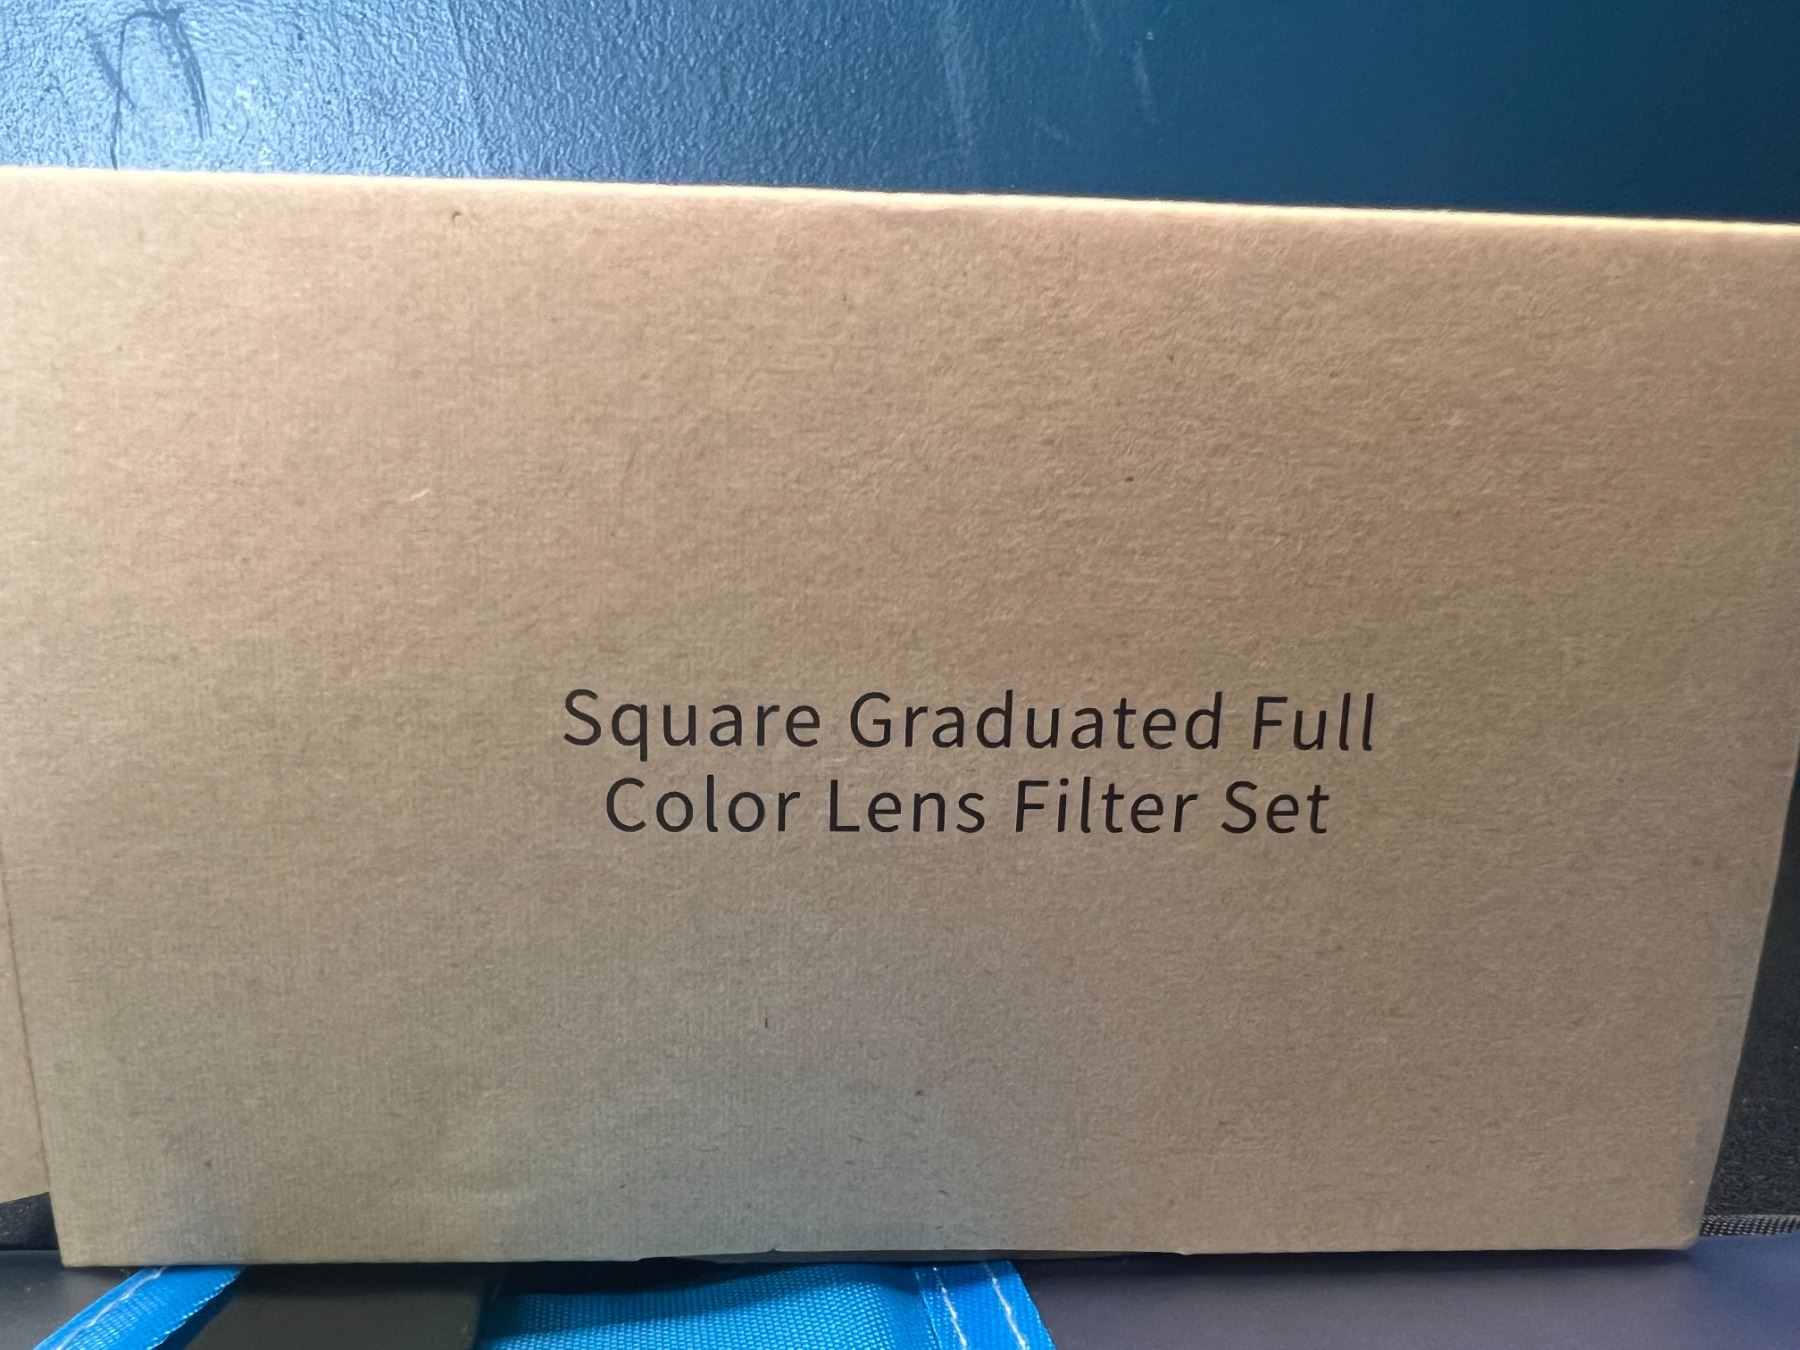 Square Graduated Full
Color Lens Filter Set